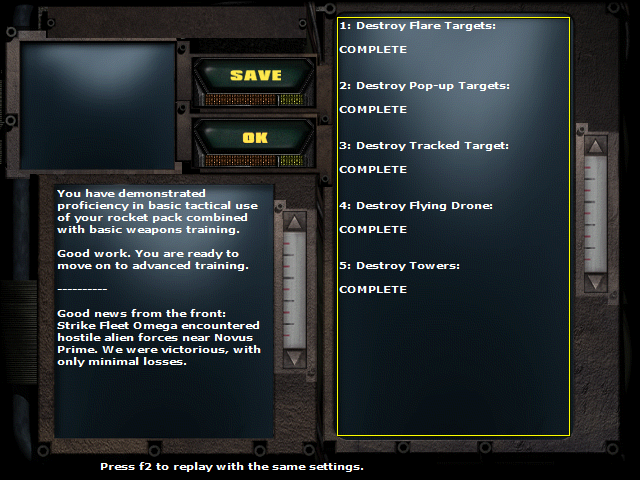 SAVE
OK
You have demonstrated
proficiency in basic tactical use
of your rocket pack combined
with basic weapons training.
Good work. You are ready to
move on to advanced training.
----------
Good news from the front:
Strike Fleet Omega encountered
hostile alien forces near Novus
Prime. We were victorious, with
only minimal losses.
1: Destroy Flare Targets:
COMPLETE
2: Destroy Pop-up Targets:
COMPLETE
3: Destroy Tracked Target:
COMPLETE
4: Destroy Flying Drone:
COMPLETE
5: Destroy Towers:
COMPLETE
Press f2 to replay with the same settings.